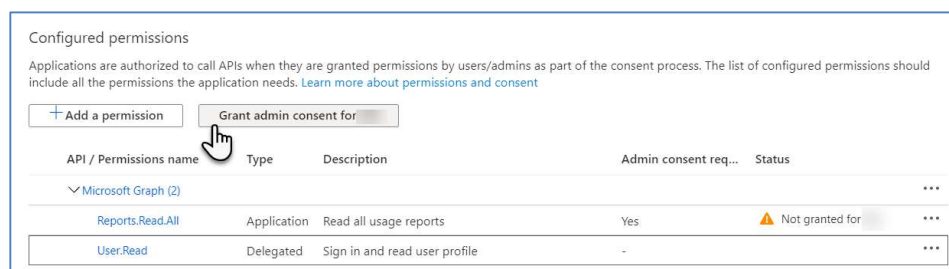 Configured permissions
Applications are authorized to call APIs when they are granted permissions by users/admins as part of the consent process. The list of configured permissions should
include all the permissions the application needs. Learn more about permissions and consent
+ Add a permission Grant admin consent for
API / Permissions name Type Description Admin consent req... Status
Microsoft Graph (2) ...
Reports.Read.All Application Read all usage reports Yes Not granted for ...
User.Read Delegated Sign in and read user profile - ...